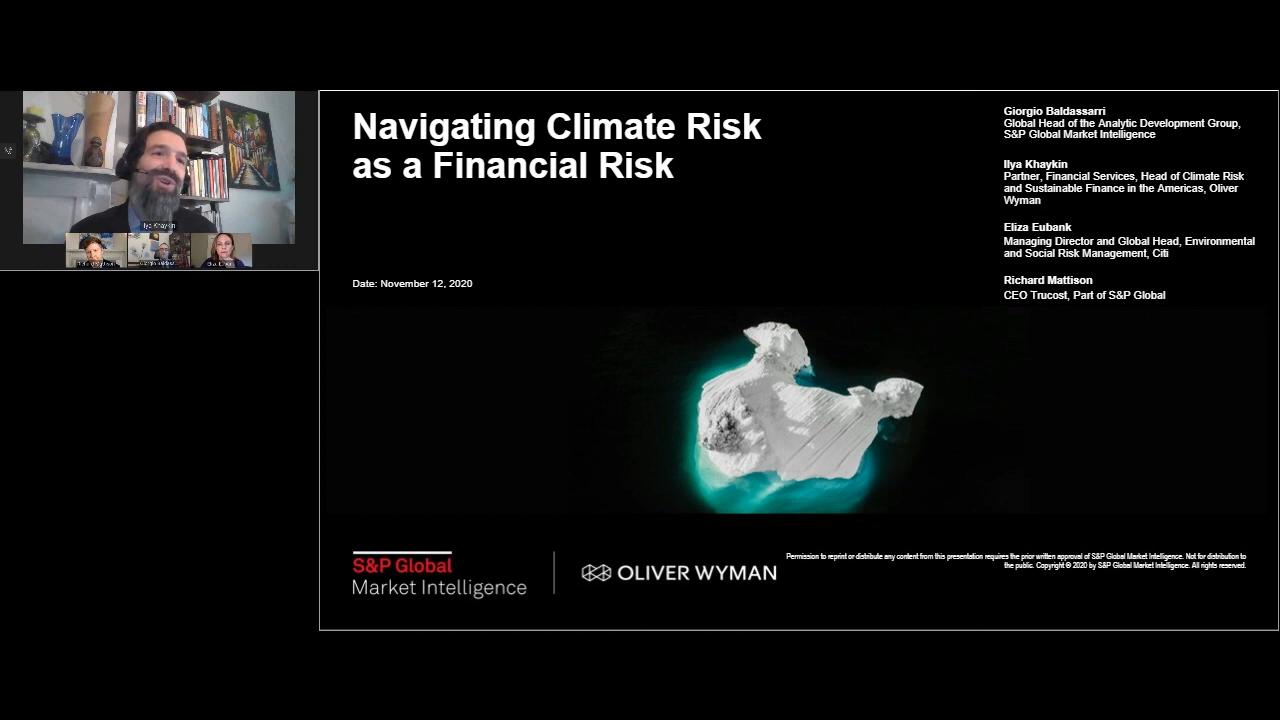 Navigating Climate Risk
as a Financial Risk
Date: November 12, 2020
Giorgio Baldassarri
Global Head of the Analytic Development Group,
S&P Global Market Intelligence
Ilya Khaykin
Partner, Financial Services, Head of Climate Risk
and Sustainable Finance in the Americas, Oliver
Wyman
Eliza Eubank
Managing Director and Global Head, Environmental
and Social Risk Management, Citi
Richard Mattison
CEO Trucost, Part of S&P Global
Ilya Khaykin
S&P Global
Market Intelligence
OLIVER WYMAN
Permission to reprint or distribute any content from this presentation requires the prior written approval of S&P Global Market Intelligence. Not for distribution to
the public. Copyright © 2020 by S&P Global Market Intelligence. All rights reserved.